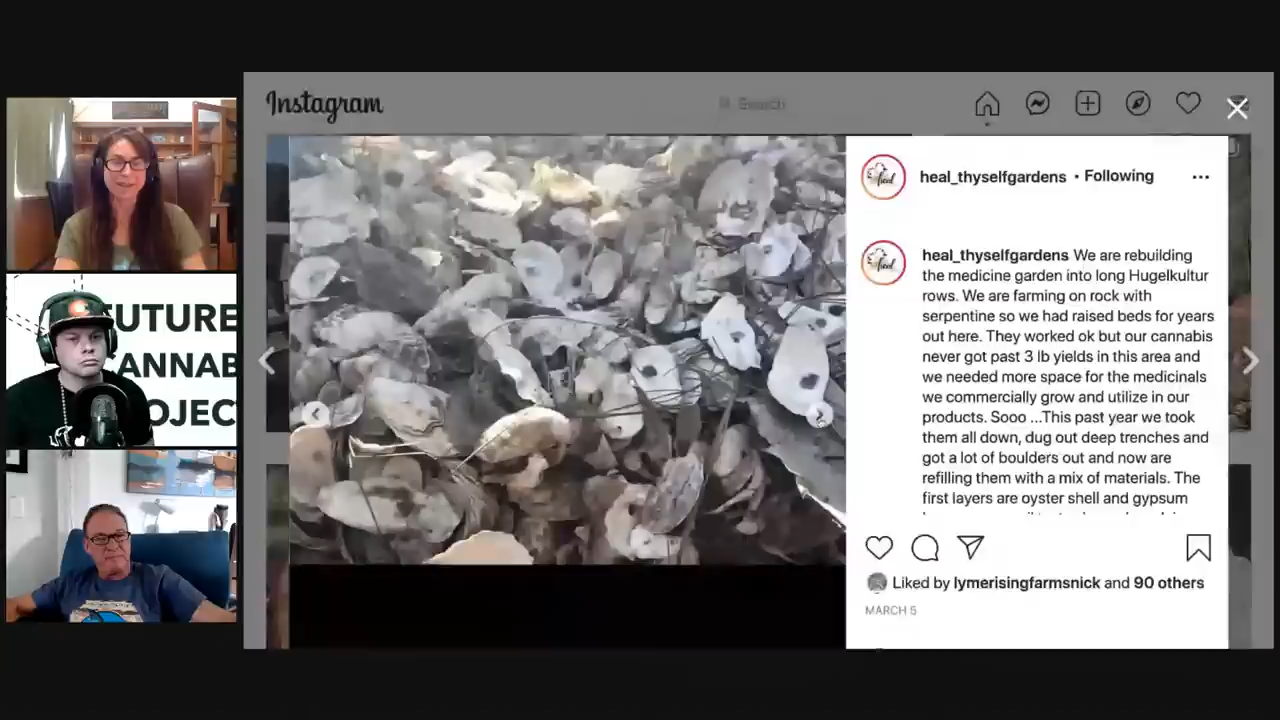 Instagram
Search
heal_thyselfgardens • Following
heal_thyselfgardens We are rebuilding
the medicine garden into long Hugelkultur
rows. We are farming on rock with
serpentine so we had raised beds for years
out here. They worked ok but our cannabis
never got past 3 lb yields in this area and
we needed more space for the medicinals
we commercially grow and utilize in our
products. Sooo ...This past year we took
them all down, dug out deep trenches and
got a lot of boulders out and now are
refilling them with a mix of materials. The
first layers are oyster shell and gypsum
Liked by lymerisingfarmsnick and 90 others
MARCH 5
FUTURE
CANNAB
OJEC